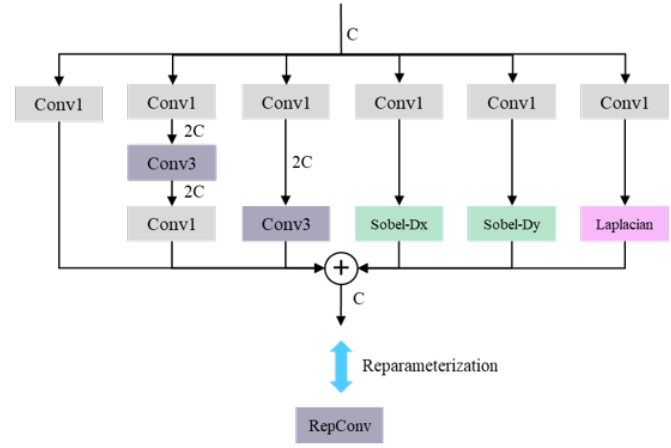 C
Conv1
Conv1
Conv1
Conv1
Conv1
Conv1
2C
Conv3
2C
2C
Conv1
Conv3
Sobel-Dx
Sobel-Dy
Laplacian
+
C
Reparameterization
RepConv